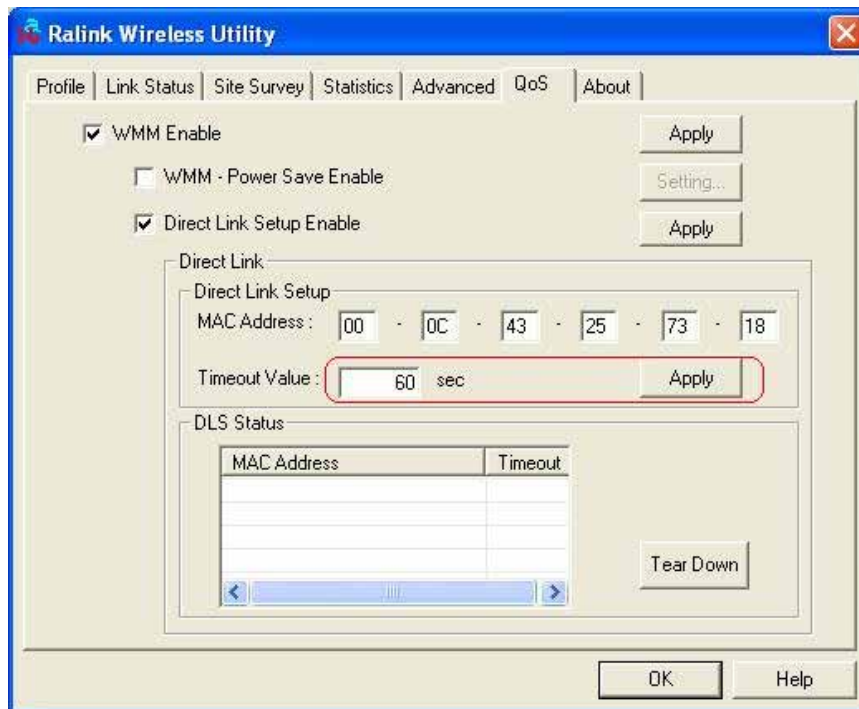 Ralink Wireless Utility
Profile Link Status Site Survey Statistics Advanced QoS About
WMM Enable Apply
WMM - Power Save Enable Setting...
Direct Link Setup Enable Apply
Direct Link
Direct Link Setup
MAC Address : 00 - 0C - 43 - 25 - 73 - 18
Timeout Value : 60 sec Apply
DLS Status
MAC Address Timeout
Tear Down
OK Help